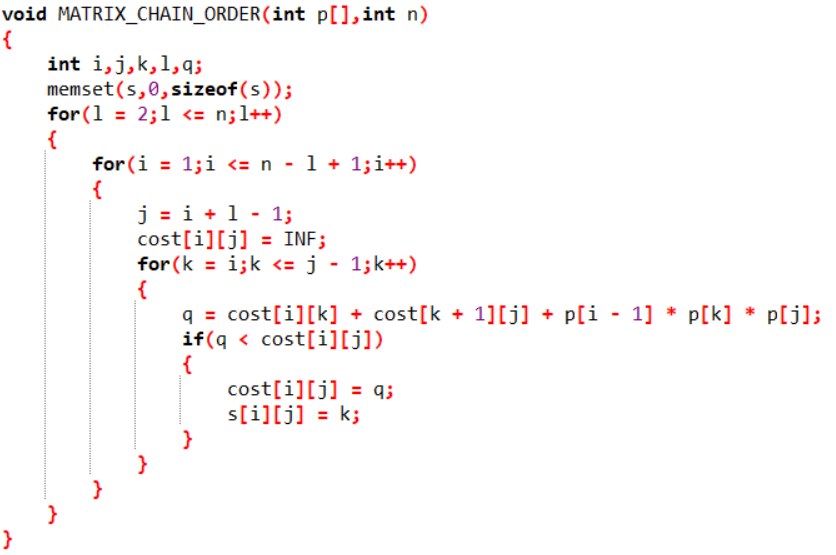 void MATRIX_CHAIN_ORDER(int p[],int n)
{
    int i,j,k,l,q;
    memset(s,0,sizeof(s));
    for(l = 2;l <= n;l++)
    {
        for(i = 1;i <= n - l + 1;i++)
        {
            j = i + l - 1;
            cost[i][j] = INF;
            for(k = i;k <= j - 1;k++)
            {
                q = cost[i][k] + cost[k + 1][j] + p[i - 1] * p[k] * p[j];
                if(q < cost[i][j])
                {
                    cost[i][j] = q;
                    s[i][j] = k;
                }
            }
        }
    }
}